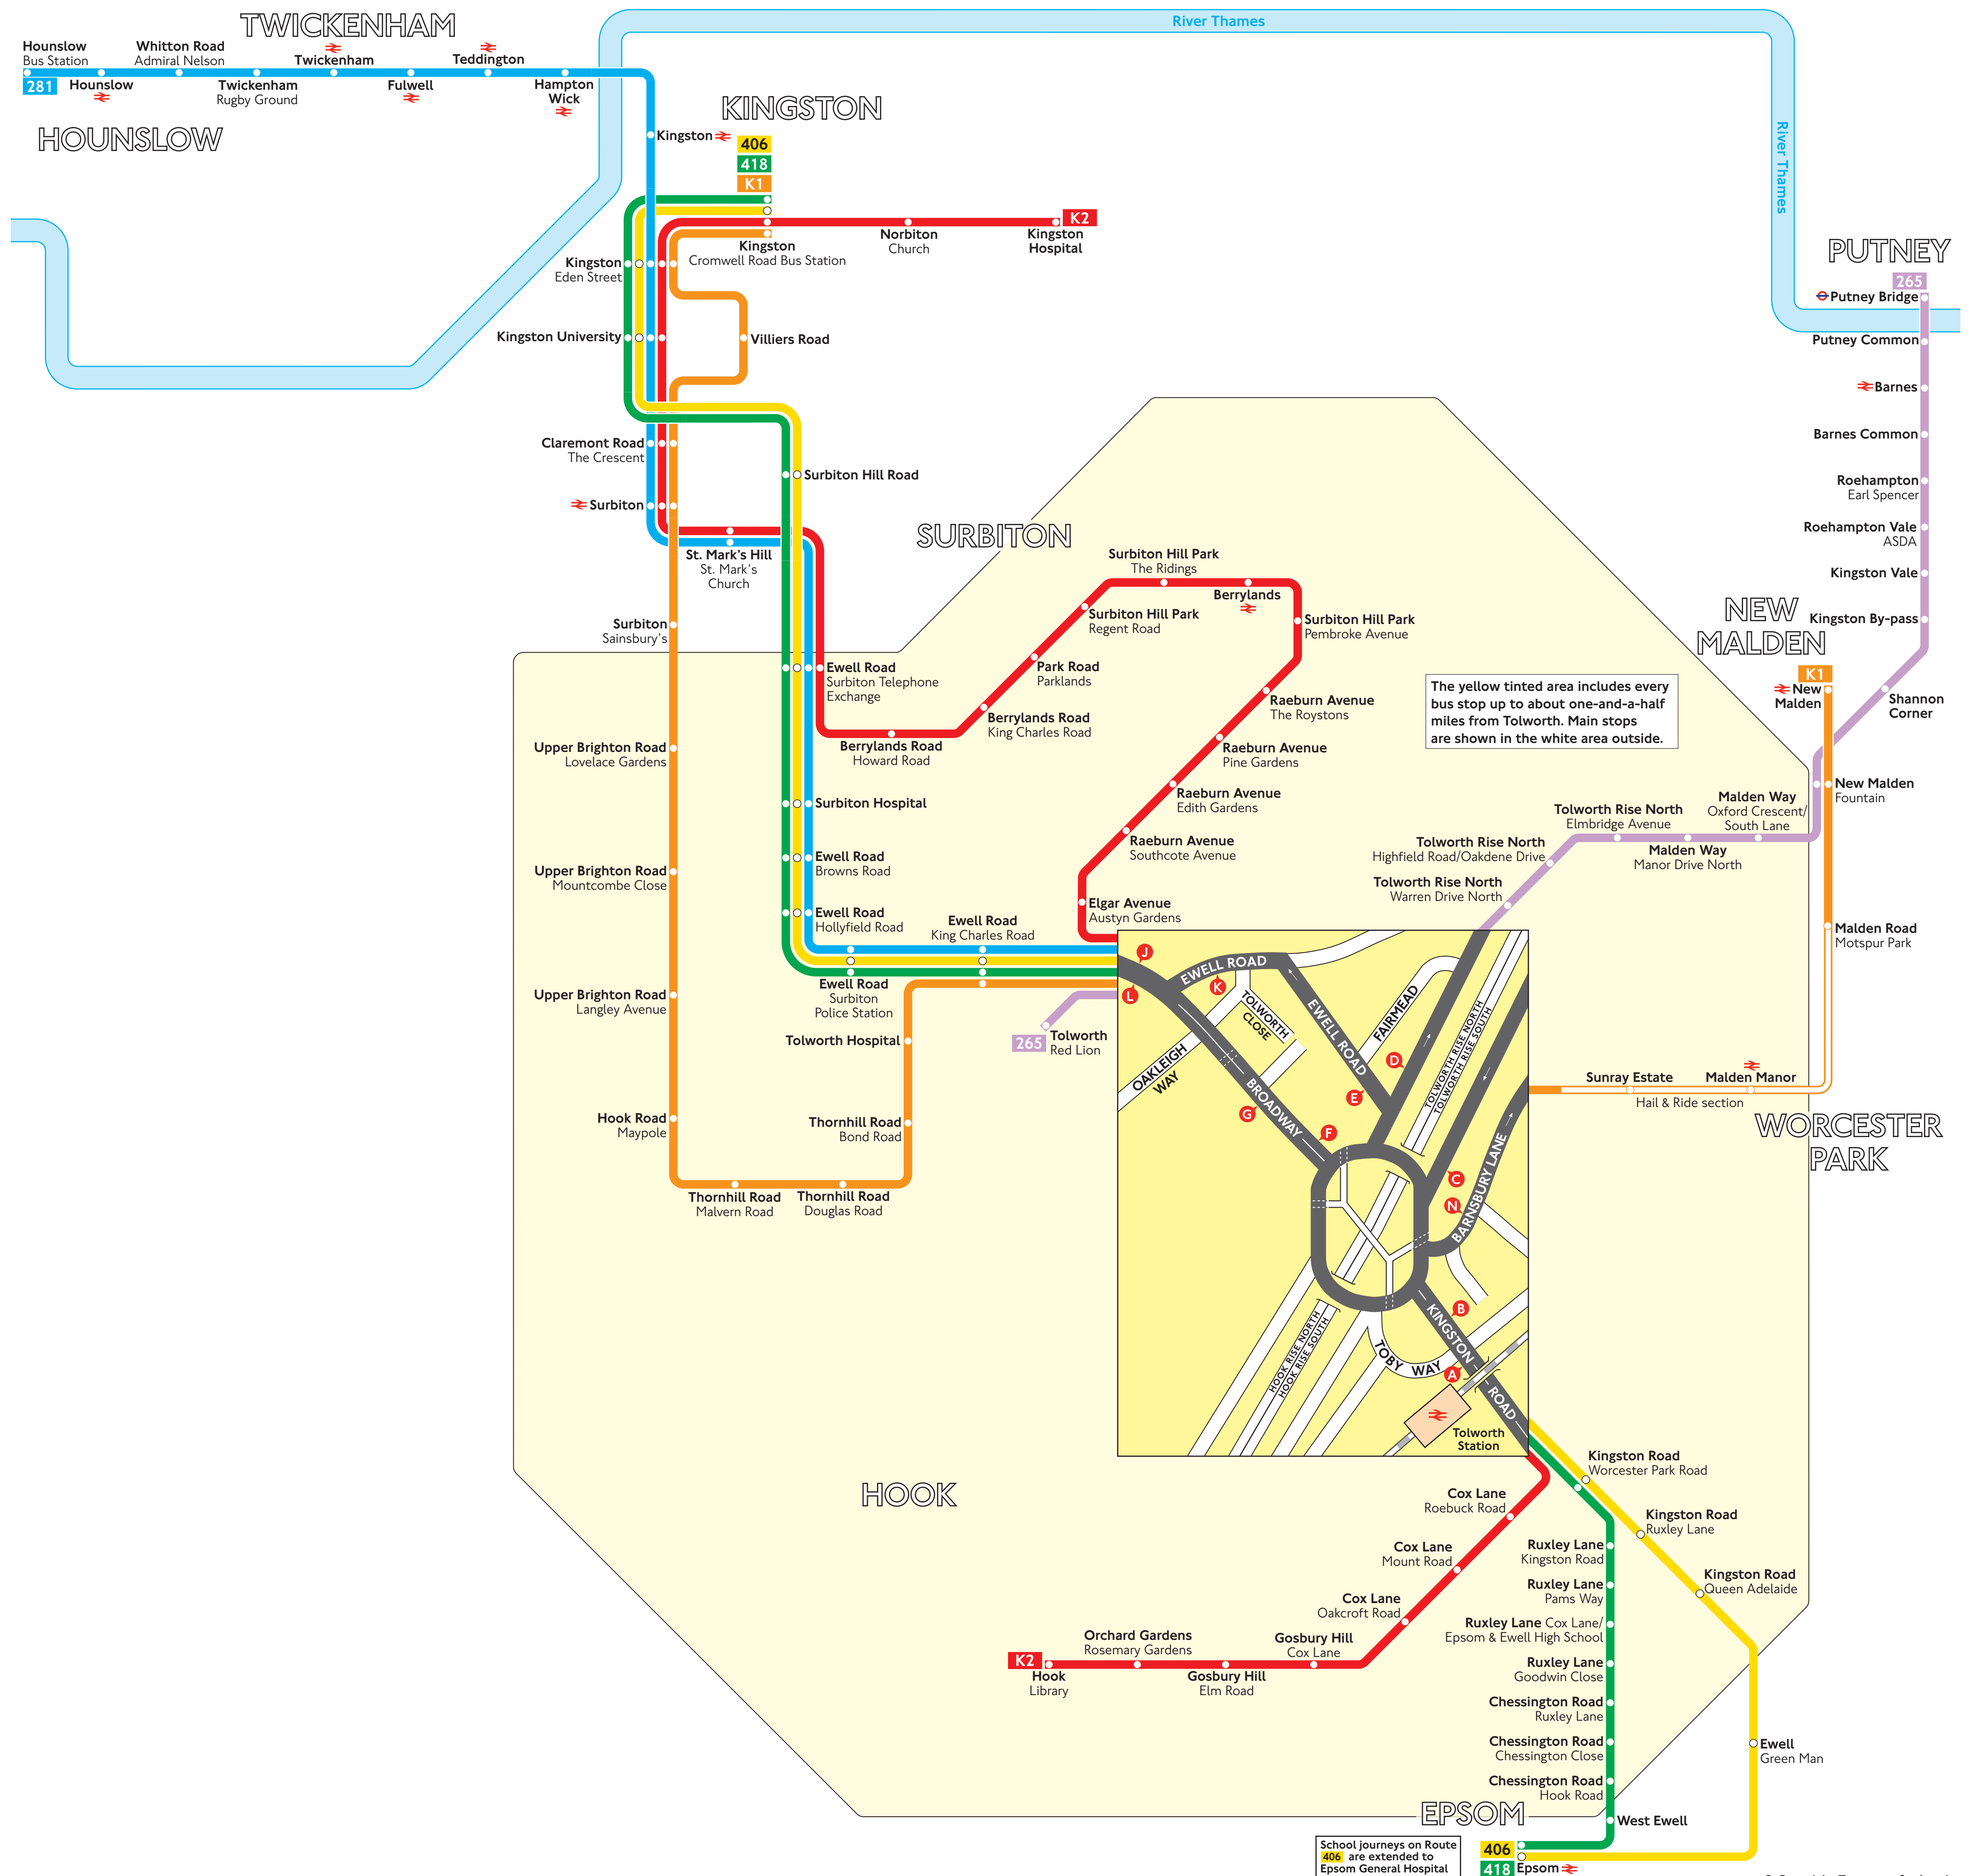 TWICKENHAM
River Thames
Hounslow
Bus Station
281
Hounslow
Whitton Road
Admiral Nelson
Twickenham
Rugby Ground
Twickenham
Fulwell
Teddington
Hampton
Wick
HOUNSLOW
KINGSTON
Kingston
406
418
K1
K2
Kingston
Cromwell Road Bus Station
Norbiton
Church
Kingston
Hospital
Kingston
Eden Street
Kingston University
Villiers Road
Claremont Road
The Crescent
Surbiton
Surbiton Hill Road
St. Mark's Hill
St. Mark's
Church
SURBITON
Surbiton
Sainsbury's
River Thames
PUTNEY
265
Putney Bridge
Putney Common
Barnes
Barnes Common
Roehampton
Earl Spencer
Roehampton Vale
ASDA
Kingston Vale
Kingston By-pass
NEW
MALDEN
K1
New
Malden
Shannon
Corner
New Malden
Fountain
Malden Road
Motspur Park
Surbiton Hill Park
The Ridings
Berrylands
Surbiton Hill Park
Regent Road
Surbiton Hill Park
Pembroke Avenue
Park Road
Parklands
Berrylands Road
King Charles Road
Berrylands Road
Howard Road
Ewell Road
Surbiton Telephone
Exchange
Raeburn Avenue
The Roystons
Raeburn Avenue
Pine Gardens
Raeburn Avenue
Edith Gardens
Raeburn Avenue
Southcote Avenue
Elgar Avenue
Austyn Gardens
The yellow tinted area includes every
bus stop up to about one-and-a-half
miles from Tolworth. Main stops
are shown in the white area outside.
Upper Brighton Road
Lovelace Gardens
Upper Brighton Road
Mountcombe Close
Upper Brighton Road
Langley Avenue
Hook Road
Maypole
Thornhill Road
Malvern Road
Thornhill Road
Douglas Road
Thornhill Road
Bond Road
Tolworth Hospital
Surbiton Hospital
Ewell Road
Browns Road
Ewell Road
Hollyfield Road
Ewell Road
King Charles Road
Ewell Road
Surbiton
Police Station
265
Tolworth
Red Lion
Malden Way
Oxford Crescent/
South Lane
Malden Way
Manor Drive North
Tolworth Rise North
Elmbridge Avenue
Tolworth Rise North
Highfield Road/Oakdene Drive
Tolworth Rise North
Warren Drive North
J
L
K
EWELL ROAD
TOLWORTH
CLOSE
OAKLEIGH
WAY
BROADWAY
EWELL ROAD
FAIRMEAD
TOLWORTH RISE NORTH
TOLWORTH RISE SOUTH
D
E
G
F
C
N
BARNSBURY LANE
B
KINGSTON
ROAD
A
TOBY WAY
HOOK RISE NORTH
HOOK RISE SOUTH
Tolworth
Station
Sunray Estate
Malden Manor
Hail & Ride section
WORCESTER
PARK
HOOK
Kingston Road
Worcester Park Road
Kingston Road
Ruxley Lane
Kingston Road
Queen Adelaide
Ewell
Green Man
Cox Lane
Roebuck Road
Cox Lane
Mount Road
Cox Lane
Oakcroft Road
Gosbury Hill
Cox Lane
Gosbury Hill
Elm Road
Orchard Gardens
Rosemary Gardens
K2
Hook
Library
Ruxley Lane
Kingston Road
Ruxley Lane
Pams Way
Ruxley Lane Cox Lane/
Epsom & Ewell High School
Ruxley Lane
Goodwin Close
Chessington Road
Ruxley Lane
Chessington Road
Chessington Close
Chessington Road
Hook Road
West Ewell
EPSOM
School journeys on Route
406 are extended to
Epsom General Hospital
406
418
Epsom